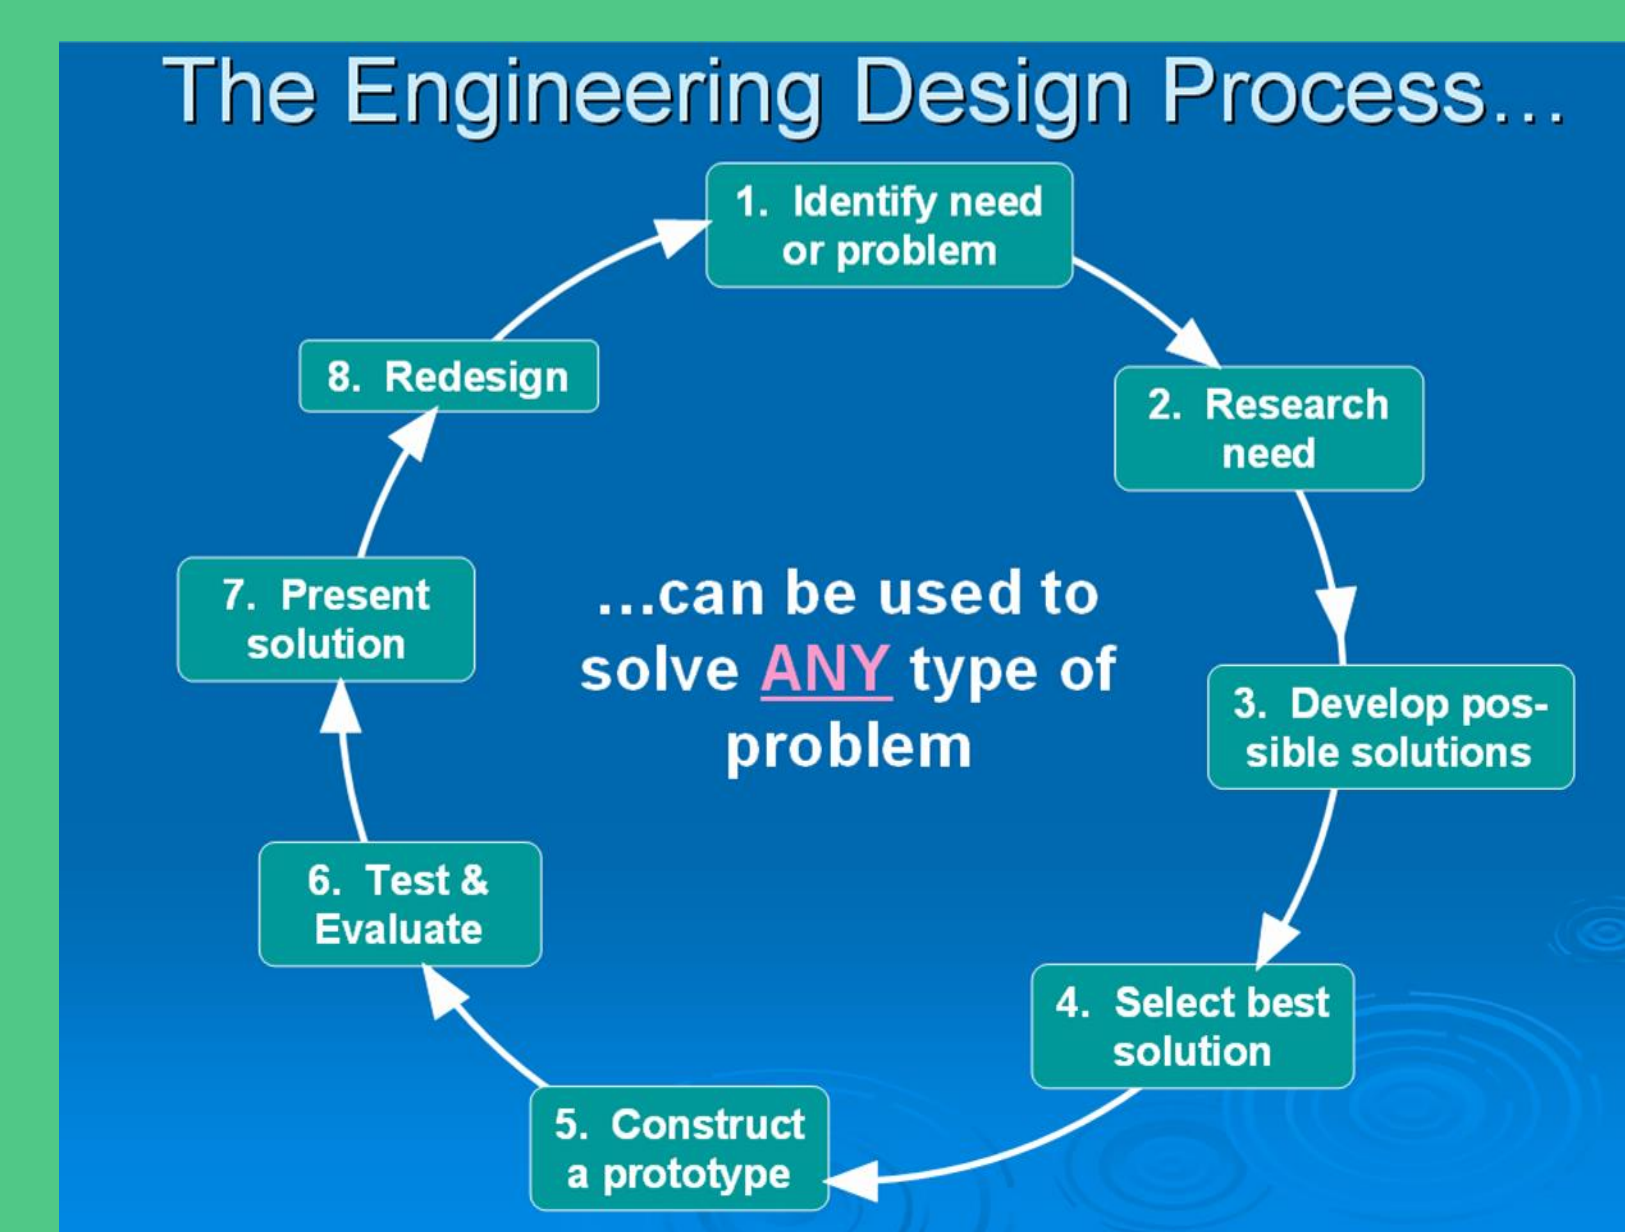 The Engineering Design Process...
1. Identify need
or problem
2. Research
need
3. Develop pos-
sible solutions
4. Select best
solution
5. Construct
a prototype
6. Test &
Evaluate
7. Present
solution
8. Redesign
...can be used to
solve ANY type of
problem